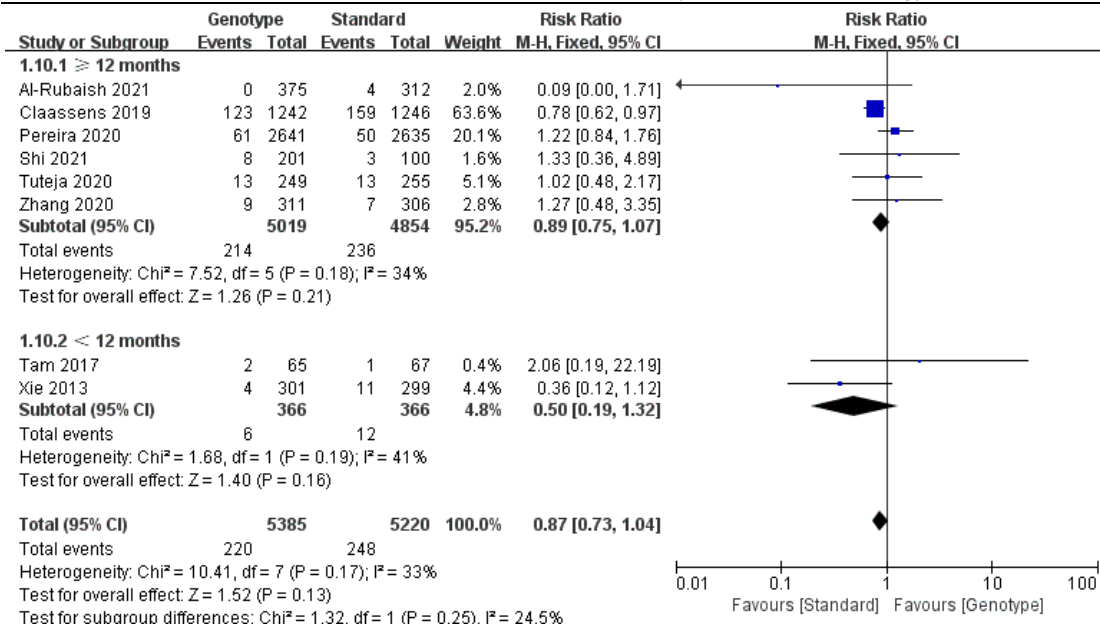 Genotype Standard Risk Ratio Risk Ratio
Study or Subgroup Events Total Events Total Weight M-H, Fixed, 95% CI M-H, Fixed, 95% CI
1.10.1 ≥ 12 months
Al-Rubaish 2021 0 375 4 312 2.0% 0.09 [0.00, 1.71]
Claassens 2019 123 1242 159 1246 63.6% 0.78 [0.62, 0.97]
Pereira 2020 61 2641 50 2635 20.1% 1.22 [0.84, 1.76]
Shi 2021 8 201 3 100 1.6% 1.33 [0.36, 4.89]
Tuteja 2020 13 249 13 255 5.1% 1.02 [0.48, 2.17]
Zhang 2020 9 311 7 306 2.8% 1.27 [0.48, 3.35]
Subtotal (95% CI) 5019 4854 95.2% 0.89 [0.75, 1.07]
Total events 214 236
Heterogeneity: Chi² = 7.52, df = 5 (P = 0.18); I² = 34%
Test for overall effect: Z = 1.26 (P = 0.21)
1.10.2 < 12 months
Tam 2017 2 65 1 67 0.4% 2.06 [0.19, 22.19]
Xie 2013 4 301 11 299 4.4% 0.36 [0.12, 1.12]
Subtotal (95% CI) 366 366 4.8% 0.50 [0.19, 1.32]
Total events 6 12
Heterogeneity: Chi² = 1.68, df = 1 (P = 0.19); I² = 41%
Test for overall effect: Z = 1.40 (P = 0.16)
Total (95% CI) 5385 5220 100.0% 0.87 [0.73, 1.04]
Total events 220 248
Heterogeneity: Chi² = 10.41, df = 7 (P = 0.17); I² = 33%
Test for overall effect: Z = 1.52 (P = 0.13)
Test for subgroup differences: Chi² = 1.32, df = 1 (P = 0.25), I² = 24.5%
0.01 0.1 1 10 100
Favours [Standard] Favours [Genotype]